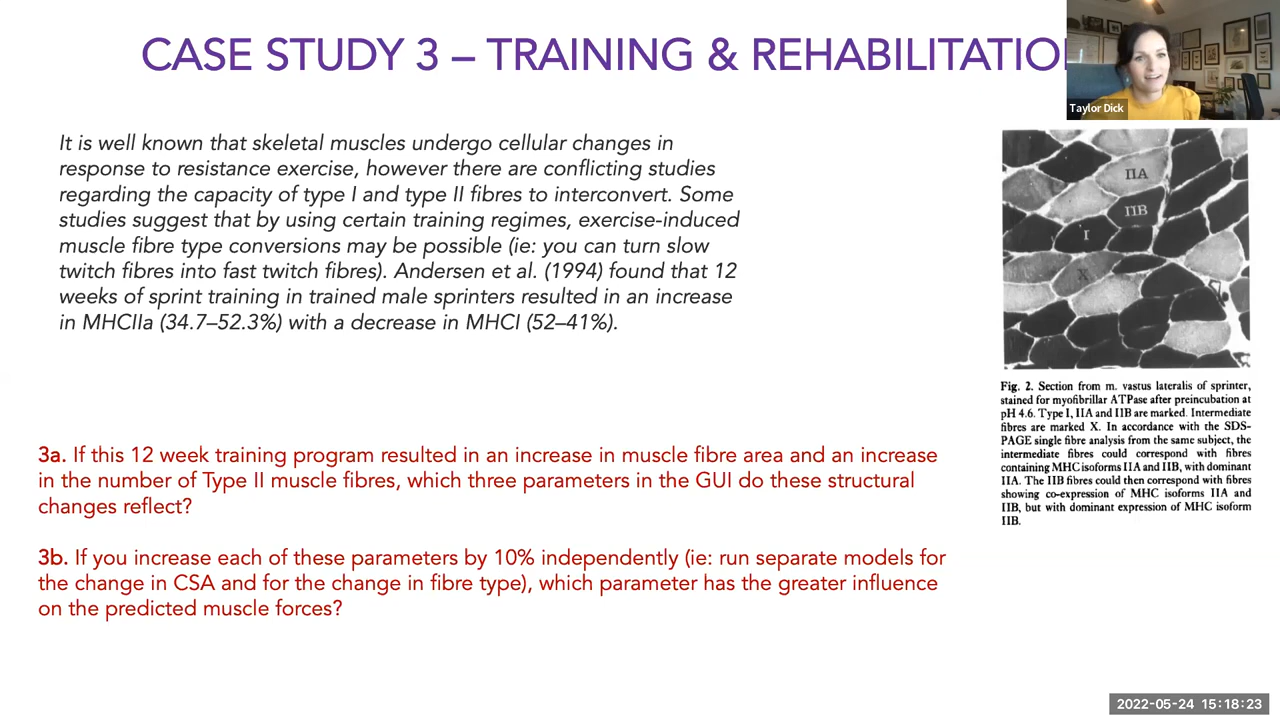 CASE STUDY 3 – TRAINING & REHABILITATIO
Taylor Dick
It is well known that skeletal muscles undergo cellular changes in
response to resistance exercise, however there are conflicting studies
regarding the capacity of type I and type II fibres to interconvert. Some
studies suggest that by using certain training regimes, exercise-induced
muscle fibre type conversions may be possible (ie: you can turn slow
twitch fibres into fast twitch fibres). Andersen et al. (1994) found that 12
weeks of sprint training in trained male sprinters resulted in an increase
in MHCIIa (34.7–52.3%) with a decrease in MHCI (52–41%).
IIA
IIB
I
X
Fig. 2. Section from m. vastus lateralis of sprinter,
stained for myofibrillar ATPase after preincubation at
pH 4.6. Type I, IIA and IIB are marked. Intermediate
fibres are marked X. In accordance with the SDS-
PAGE single fibre analysis from the same subject, the
intermediate fibres could correspond with fibres
containing MHC isoforms IIA and IIB, with dominant
IIA. The IIB fibres could then correspond with fibres
showing co-expression of MHC isoforms IIA and
IIB, but with dominant expression of MHC isoform
IIB.
3a. If this 12 week training program resulted in an increase in muscle fibre area and an increase
in the number of Type II muscle fibres, which three parameters in the GUI do these structural
changes reflect?
3b. If you increase each of these parameters by 10% independently (ie: run separate models for
the change in CSA and for the change in fibre type), which parameter has the greater influence
on the predicted muscle forces?
2022-05-24 15:18:23